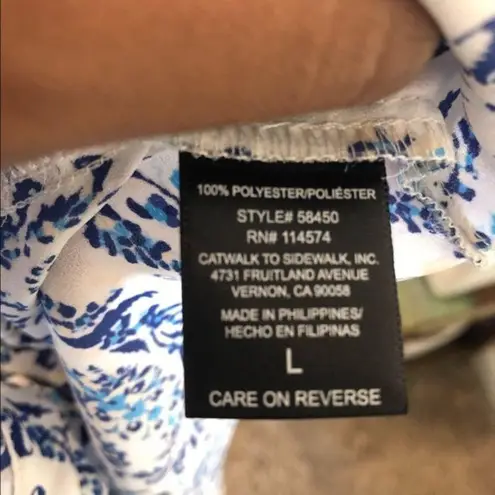 100% POLYESTER/POLIÉSTER
STYLE# 58450
RN# 114574
CATWALK TO SIDEWALK, INC.
4731 FRUITLAND AVENUE
VERNON, CA 90058
MADE IN PHILIPPINES/
HECHO EN FILIPINAS
L
CARE ON REVERSE